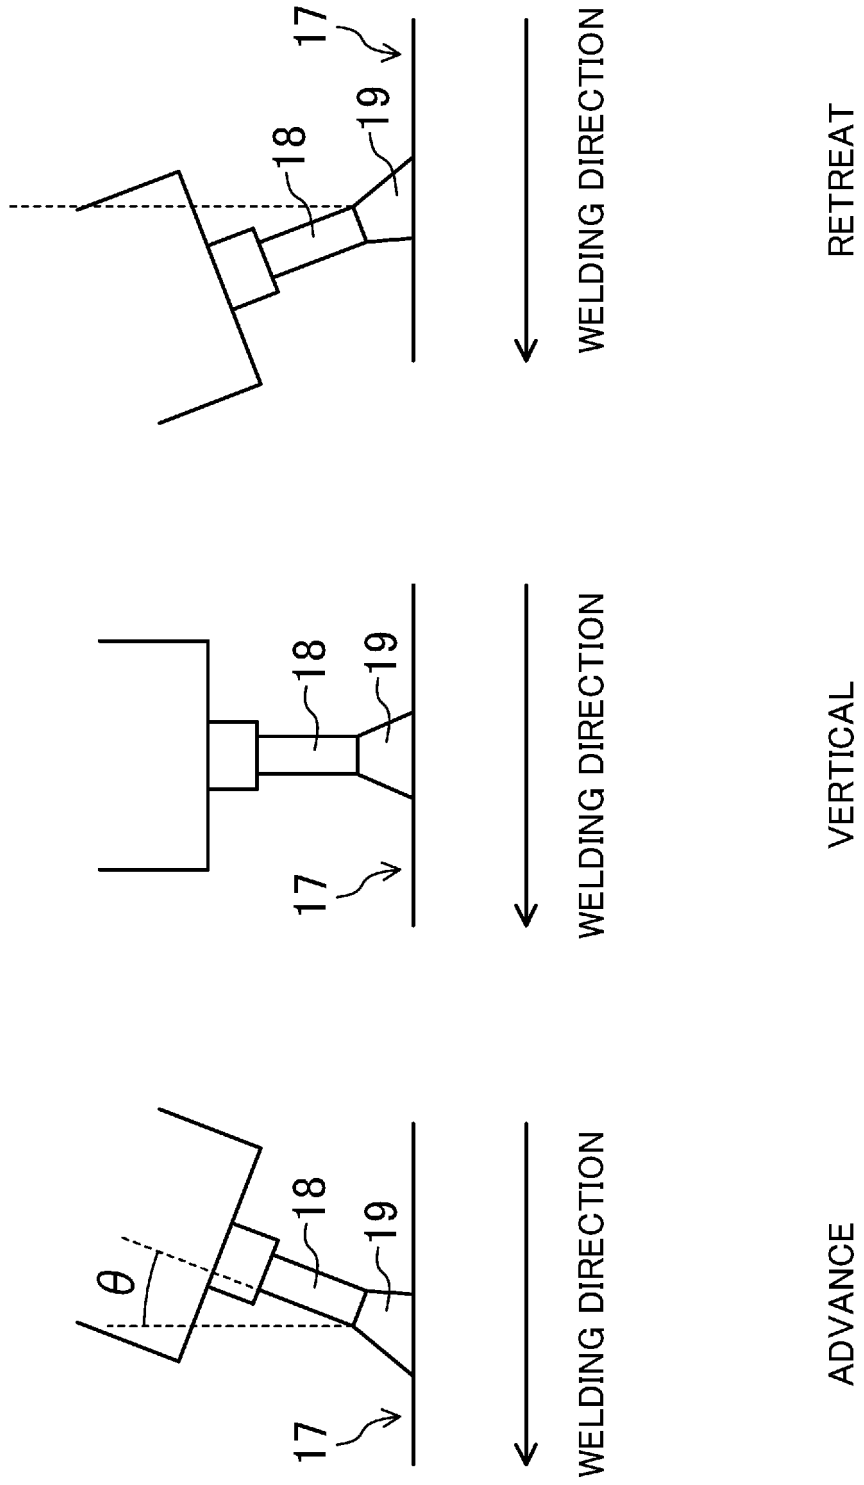 θ
17
18
19
WELDING DIRECTION
ADVANCE
17
18
19
WELDING DIRECTION
VERTICAL
18
19
17
WELDING DIRECTION
RETREAT